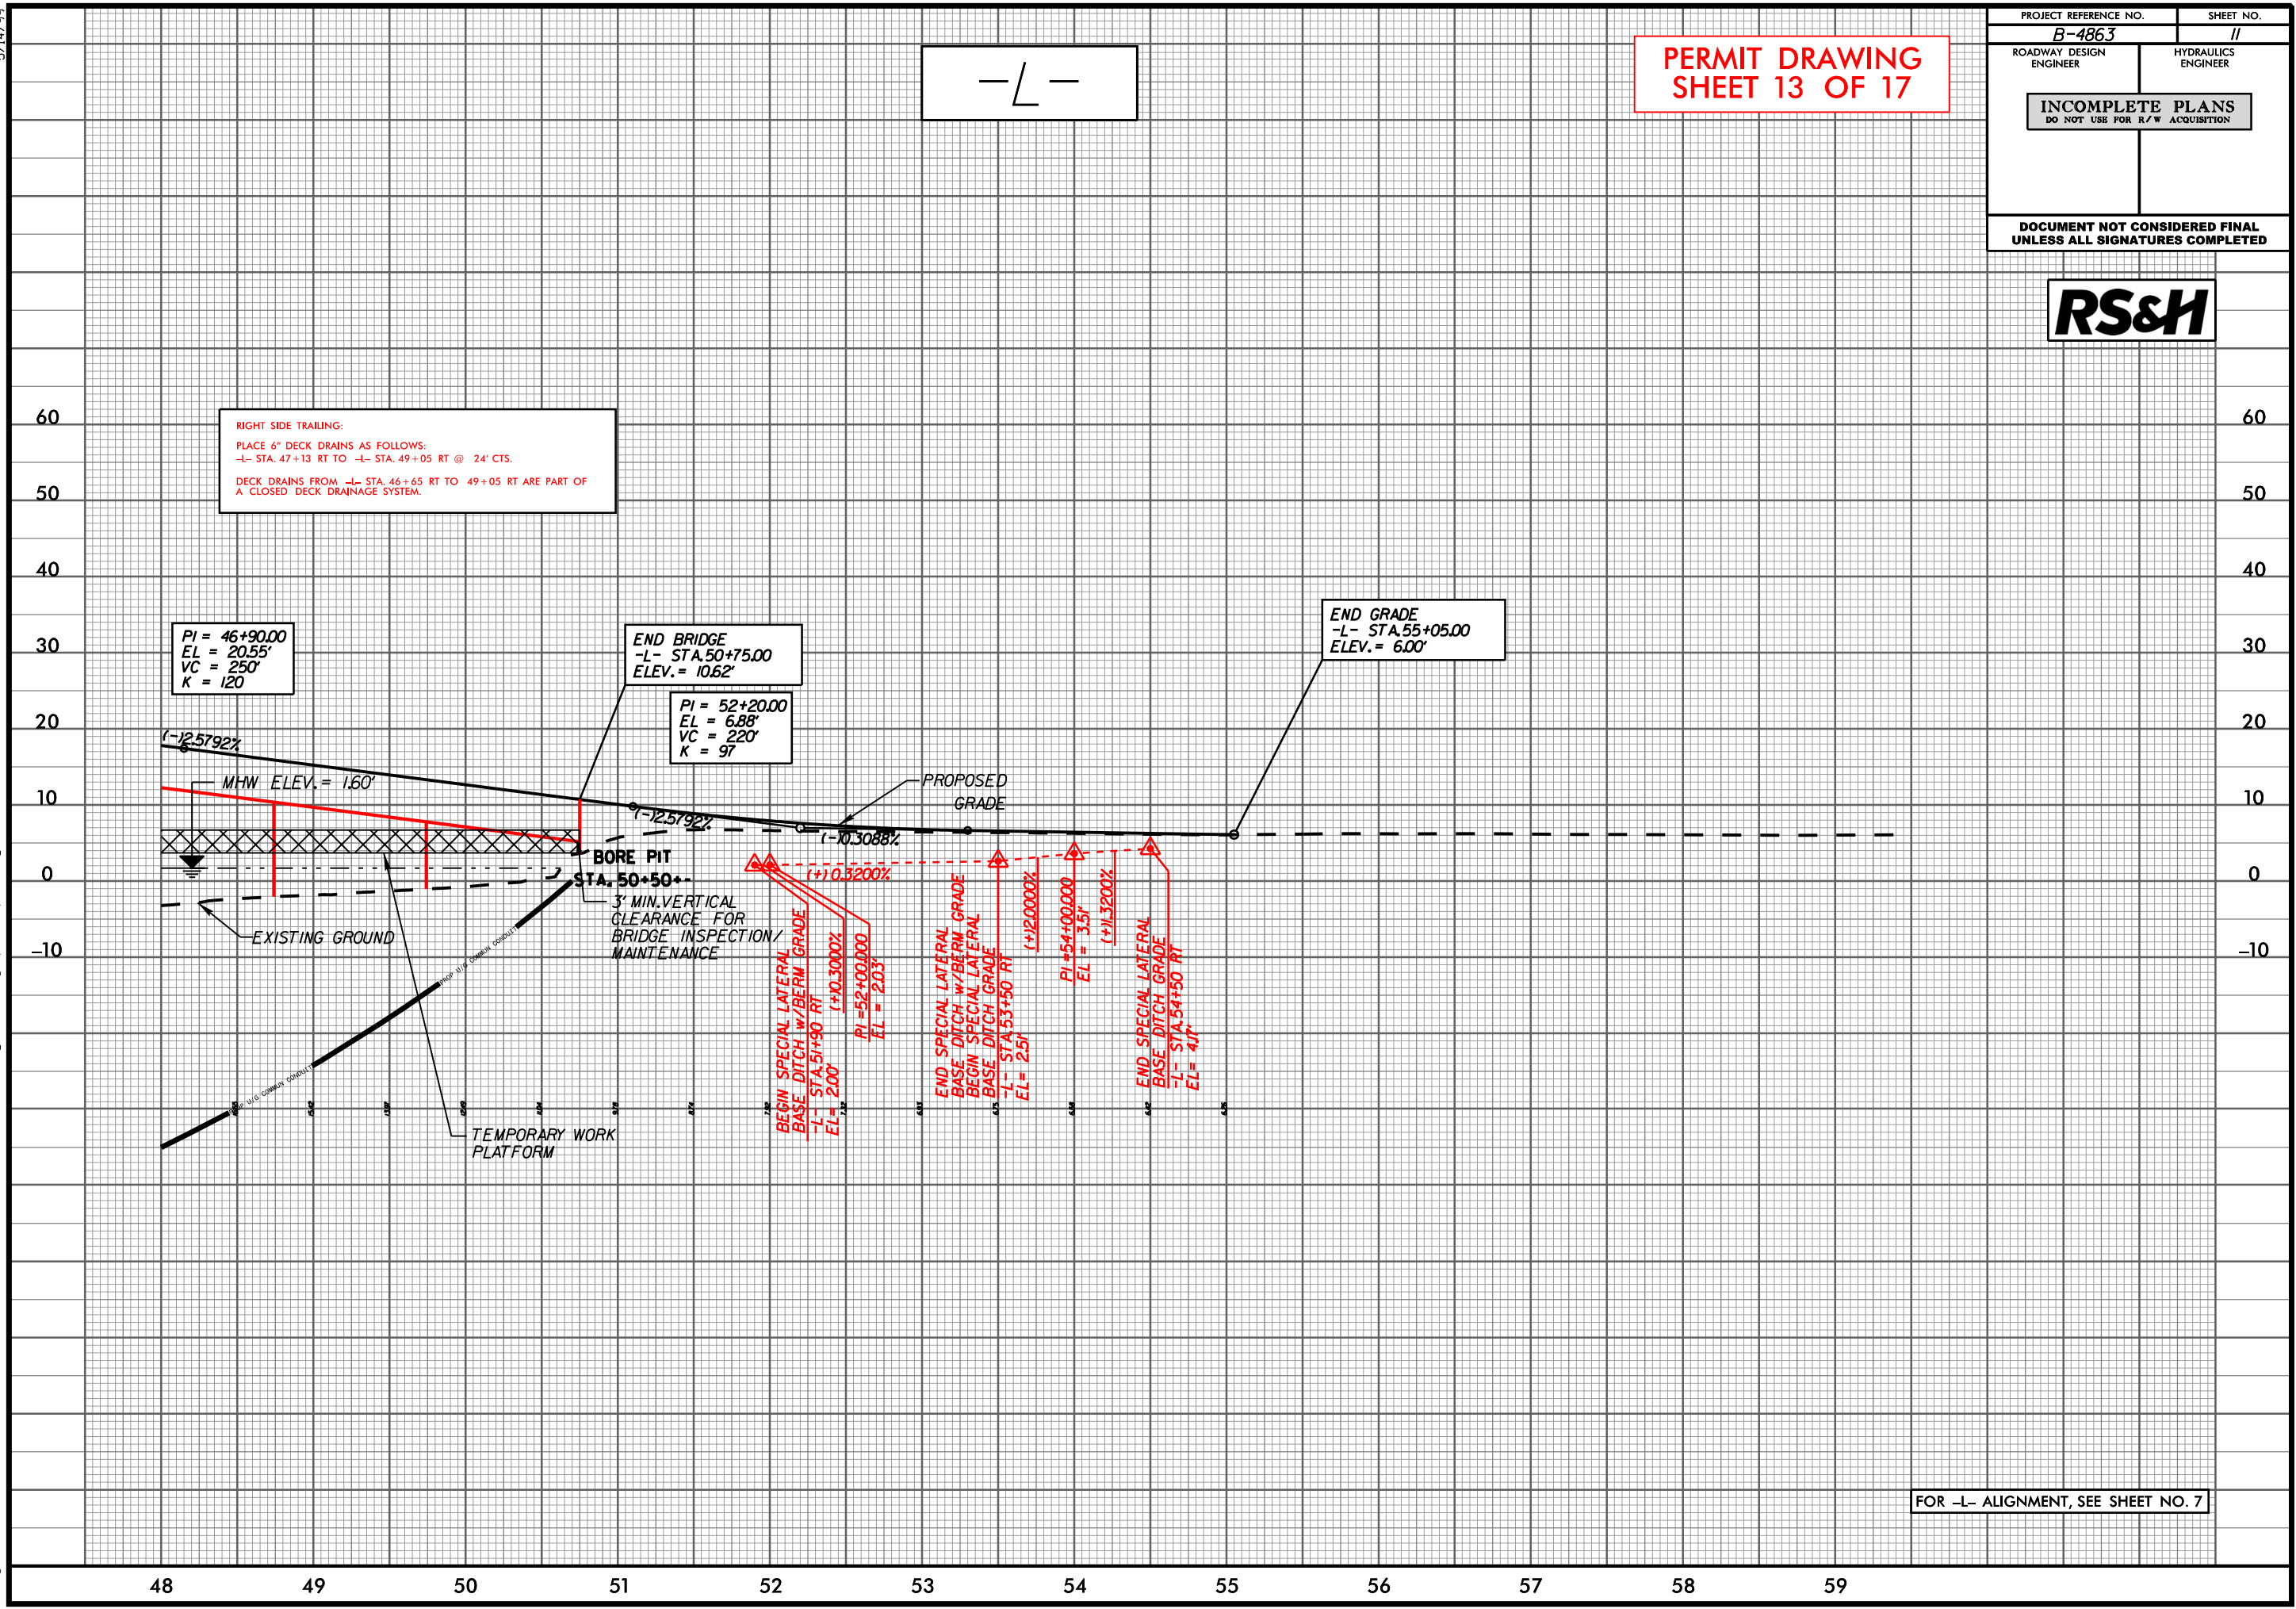 PROJECT REFERENCE NO.
SHEET NO.
B-4863
11
ROADWAY DESIGN
ENGINEER
HYDRAULICS
ENGINEER
INCOMPLETE PLANS
DO NOT USE FOR R/W ACQUISITION
DOCUMENT NOT CONSIDERED FINAL
UNLESS ALL SIGNATURES COMPLETED
-L-
PERMIT DRAWING
SHEET 13 OF 17
RS&H
60
60
RIGHT SIDE TRAILING:
PLACE 6" DECK DRAINS AS FOLLOWS:
-L- STA. 47+13 RT TO -L- STA. 49+05 RT @ 24' CTS.
DECK DRAINS FROM -L- STA. 46+65 RT TO 49+05 RT ARE PART OF
A CLOSED DECK DRAINAGE SYSTEM.
50
50
40
40
30
30
PI = 46+90.00
EL = 20.55'
VC = 250'
K = 120
END BRIDGE
-L- STA.50+75.00
ELEV. = 10.62'
PI = 52+20.00
EL = 6.88'
VC = 220'
K = 97
END GRADE
-L- STA.55+05.00
ELEV. = 6.00'
20
20
(-)2.5792%
MHW ELEV. = 1.60'
PROPOSED
GRADE
10
10
(-)2.5792%
(-)0.3088%
BORE PIT
STA. 50+50+-
0
0
(+)0.3200%
3' MIN.VERTICAL
CLEARANCE FOR
BRIDGE INSPECTION/
MAINTENANCE
EXISTING GROUND
-10
-10
PROP U/G COMMUN CONDUIT
PROP U/G COMMUN CONDUIT
BEGIN SPECIAL LATERAL
BASE DITCH w/BERM GRADE
-L- STA.51+90 RT
EL= 2.00'
(+)0.3000%
PI =52+00.000
EL = 2.03'
END SPECIAL LATERAL
BASE DITCH w/BERM GRADE
BEGIN SPECIAL LATERAL
BASE DITCH GRADE
-L- STA.53+50 RT
EL= 2.51'
(+)2.0000%
PI =54+00.000
EL = 3.51'
(+)1.3200%
END SPECIAL LATERAL
BASE DITCH GRADE
-L- STA.54+50 RT
EL= 4.17'
TEMPORARY WORK
PLATFORM
FOR -L- ALIGNMENT, SEE SHEET NO. 7
48
49
50
51
52
53
54
55
56
57
58
59